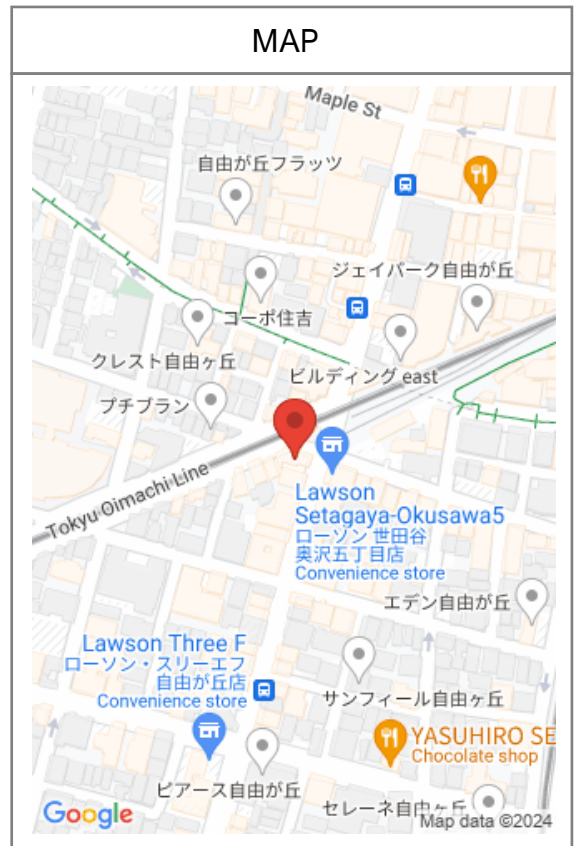 MAP
Maple St
自由が丘フラッツ
ジェイパーク自由が丘
コーポ住吉
クレスト自由ヶ丘
ビルディング east
プチブラン
Tokyu Oimachi Line
Lawson
Setagaya-Okusawa5
ローソン 世田谷
奥沢五丁目店
Convenience store
エデン自由が丘
Lawson Three F
ローソン・スリーエフ
自由が丘店
Convenience store
サンフィール自由ヶ丘
YASUHIRO SE
Chocolate shop
ピアース自由が丘
セレーネ自由ヶ丘
Google
Map data ©2024